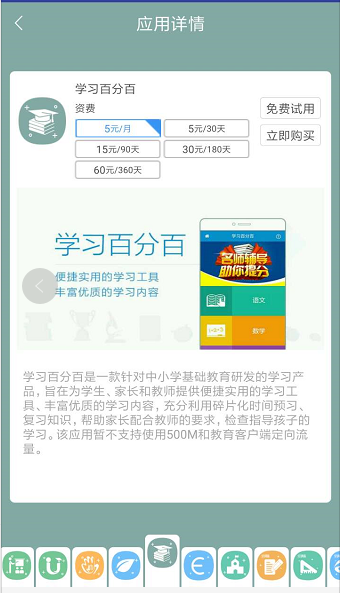 应用详情
学习百分百
资费
免费试用
5元/月
5元/30天
立即购买
15元/90天
30元/180天
60元/360天
学习百分百
便捷实用的学习工具
丰富优质的学习内容
学习百分百
名师辅导
助你提分
语文
数学
学习百分百是一款针对中小学基础教育研发的学习产
品，旨在为学生、家长和教师提供便捷实用的学习工
具、丰富优质的学习内容，充分利用碎片化时间预习、
复习知识，帮助家长配合教师的要求，检查指导孩子的
学习。该应用暂不支持使用500M和教育客户端定向流
量。